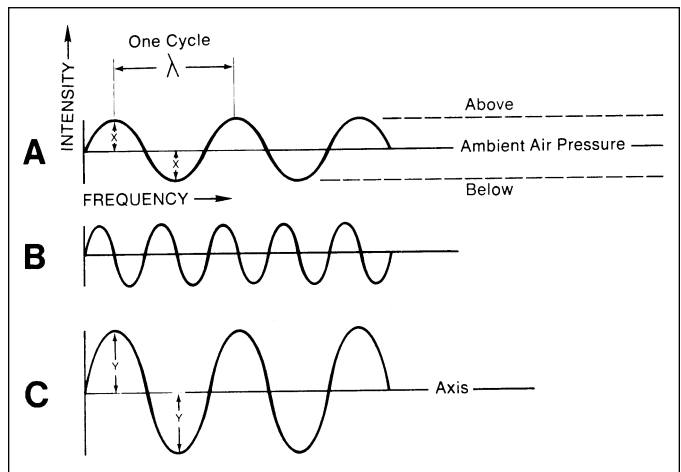 One Cycle
λ
INTENSITY
Above
X
A
Ambient Air Pressure
X
Below
FREQUENCY
B
Y
C
Axis
Y